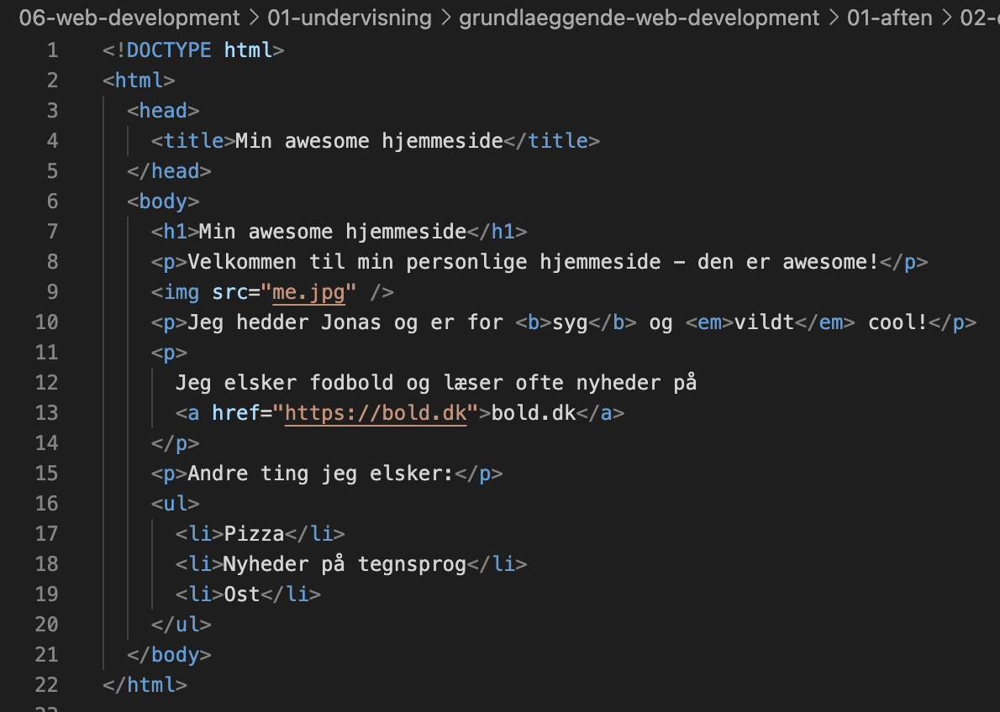 06-web-development > 01-undervisning > grundlaeggende-web-development > 01-aften > 02-
1 <!DOCTYPE html>
2 <html>
3 <head>
4 <title>Min awesome hjemmeside</title>
5 </head>
6 <body>
7 <h1>Min awesome hjemmeside</h1>
8 <p>Velkommen til min personlige hjemmeside – den er awesome!</p>
9 <img src="me.jpg" />
10 <p>Jeg hedder Jonas og er for <b>syg</b> og <em>vildt</em> cool!</p>
11 <p>
12 Jeg elsker fodbold og læser ofte nyheder på
13 <a href="https://bold.dk">bold.dk</a>
14 </p>
15 <p>Andre ting jeg elsker:</p>
16 <ul>
17 <li>Pizza</li>
18 <li>Nyheder på tegnsprog</li>
19 <li>Ost</li>
20 </ul>
21 </body>
22 </html>